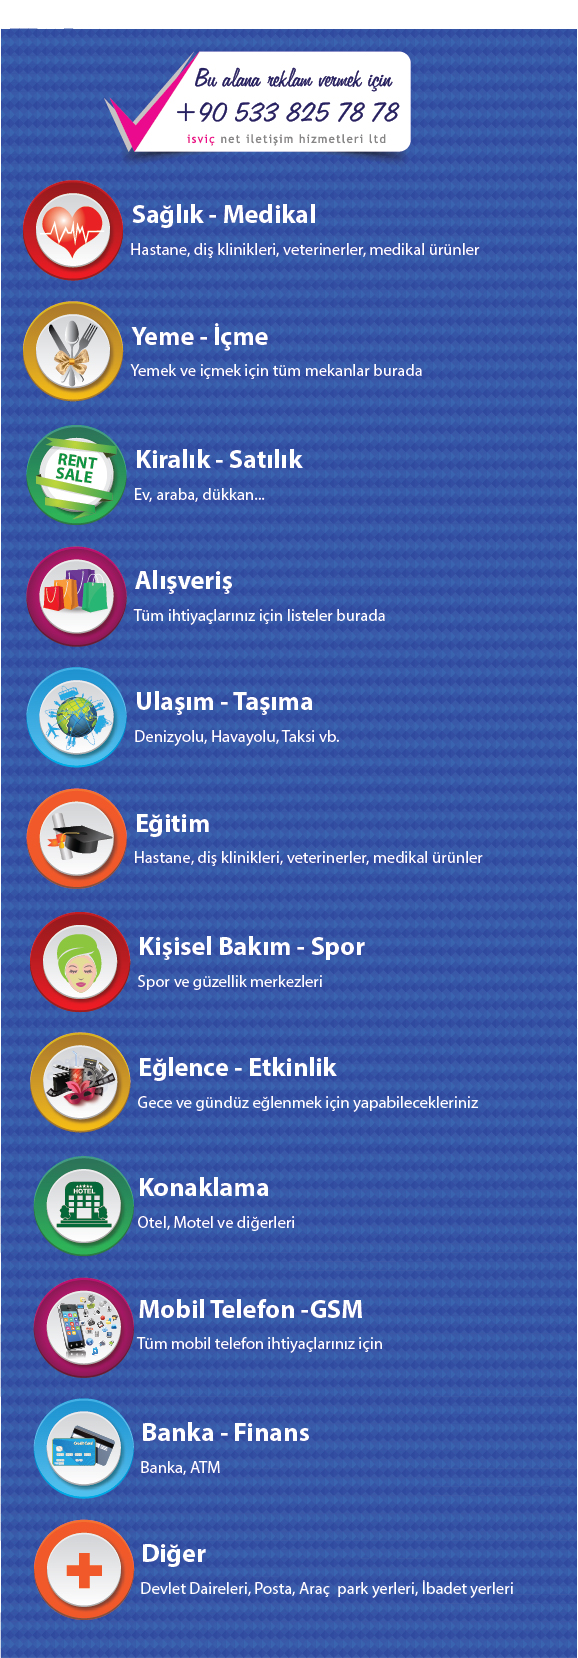 Bu alana reklam vermek için
+90 533 825 78 78
isviç net iletişim hizmetleri ltd
Sağlık - Medikal
Hastane, diş klinikleri, veterinerler, medikal ürünler
Yeme - İçme
Yemek ve içmek için tüm mekanlar burada
RENT
SALE
Kiralık - Satılık
Ev, araba, dükkan...
Alışveriş
Tüm ihtiyaçlarınız için listeler burada
Ulaşım - Taşıma
Denizyolu, Havayolu, Taksi vb.
Eğitim
Hastane, diş klinikleri, veterinerler, medikal ürünler
Kişisel Bakım - Spor
Spor ve güzellik merkezleri
Eğlence - Etkinlik
Gece ve gündüz eğlenmek için yapabilecekleriniz
HOTEL
Konaklama
Otel, Motel ve diğerleri
Mobil Telefon -GSM
Tüm mobil telefon ihtiyaçlarınız için
Credit Card
Banka - Finans
Banka, ATM
Diğer
Devlet Daireleri, Posta, Araç  park yerleri, İbadet yerleri